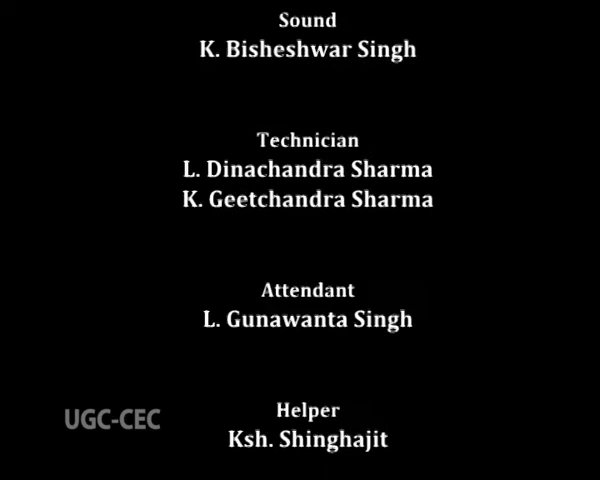 Sound
K. Bisheshwar Singh
Technician
L. Dinachandra Sharma
K. Geetchandra Sharma
Attendant
L. Gunawanta Singh
Helper
UGC-CEC
Ksh. Shinghajit